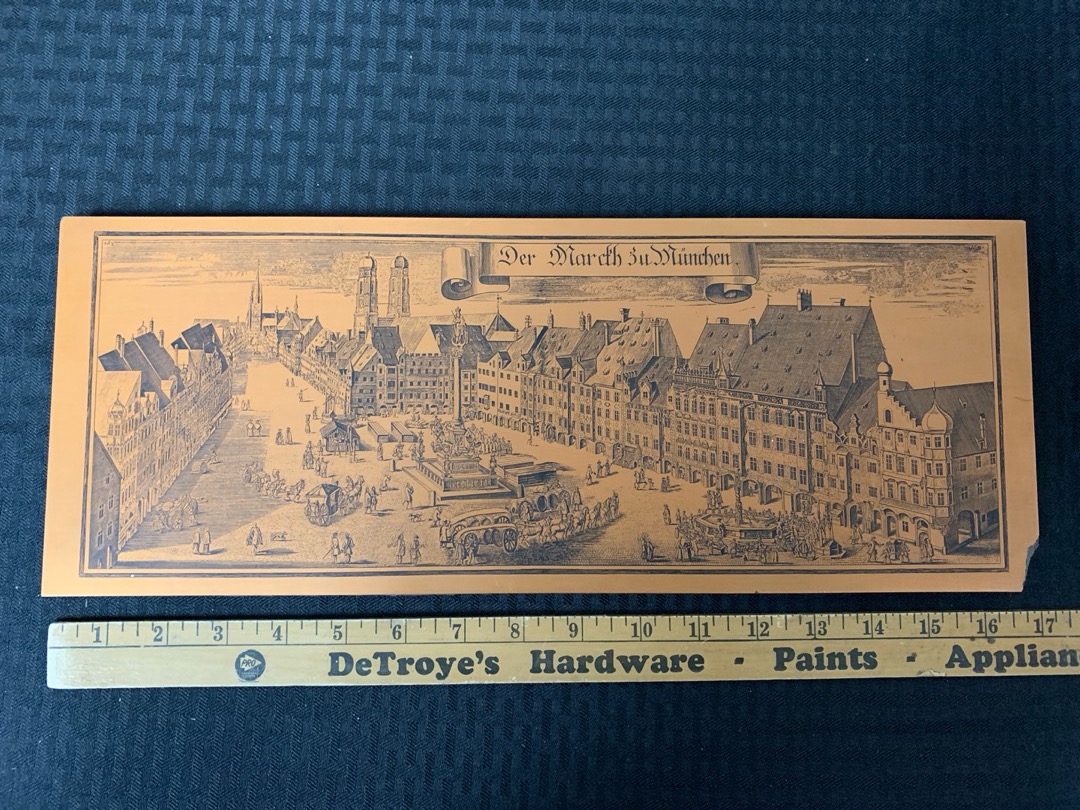 Der Marckh zu München.
1 2 3 4 5 6 7 8 9 10 11 12 13 14 15 16 17
PRO
DeTroye's Hardware - Paints - Applian